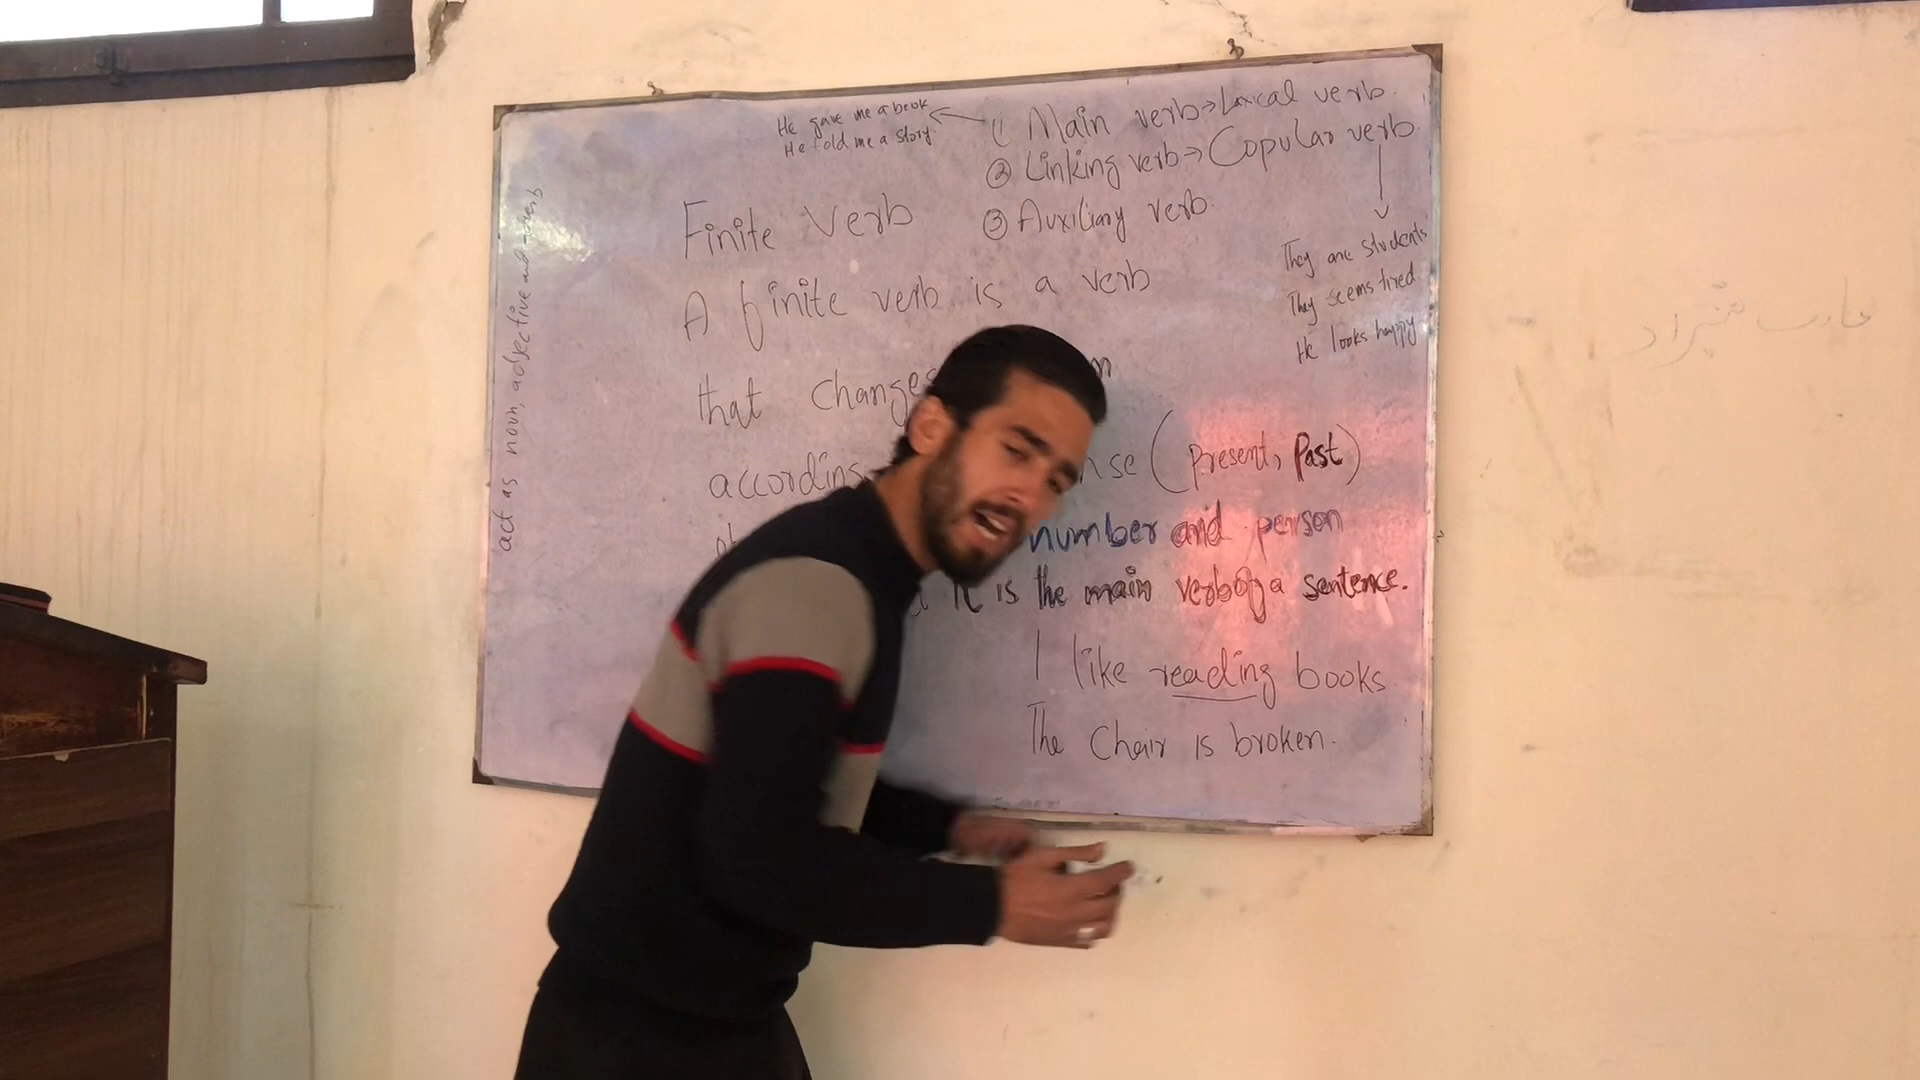 He gave me a book
He told me a story.
( Main verb→Lexical verb.
② Linking verb→Copular verb.
③ Auxiliary verb.
They are students
They seems tired
He looks happy
Finite Verb
A finite verb is a verb
that changes
according nse (Present, Past)
number and person
it is the main verb of a sentence.
I like reading books.
The Chair is broken.
act as noun, adjective and adverb